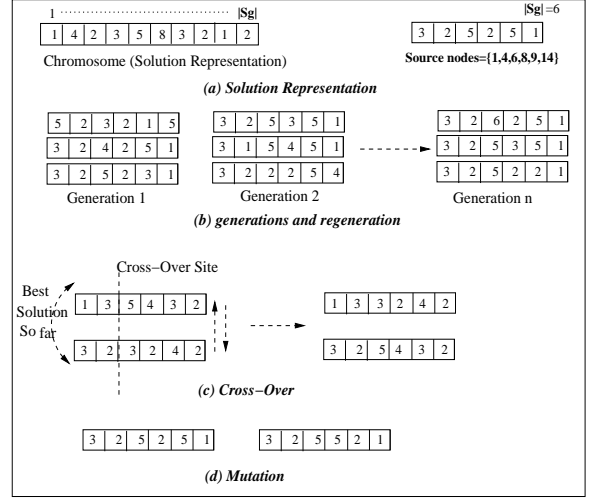 1 ................................ |Sg|
1 4 2 3 5 8 3 2 1 2
Chromosome (Solution Representation)
|Sg| =6
3 2 5 2 5 1
Source nodes={1,4,6,8,9,14}
(a) Solution Representation
5 2 3 2 1 5
3 2 4 2 5 1
3 2 5 2 3 1
Generation 1
3 2 5 3 5 1
3 1 5 4 5 1
3 2 2 2 5 4
Generation 2
3 2 6 2 5 1
3 2 5 3 5 1
3 2 5 2 2 1
Generation n
(b) generations and regeneration
Cross−Over Site
Best
Solution
So far
1 3 5 4 3 2
3 2 3 2 4 2
1 3 3 2 4 2
3 2 5 4 3 2
(c) Cross−Over
3 2 5 2 5 1
3 2 5 5 2 1
(d) Mutation